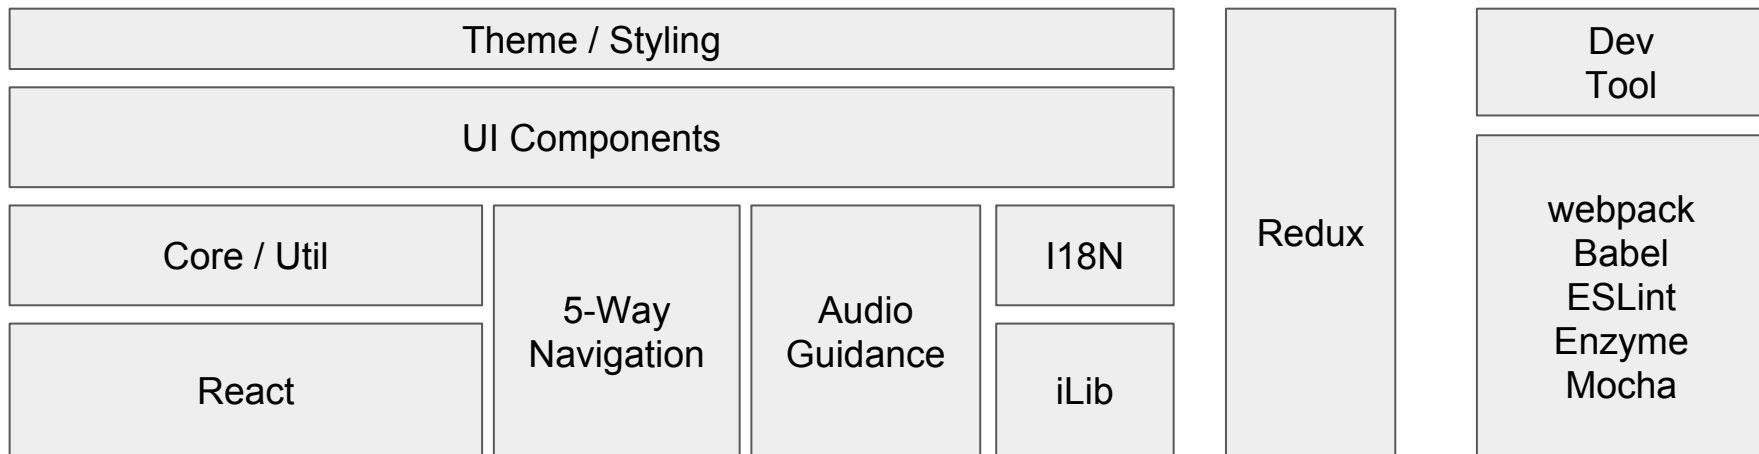 Theme / Styling
UI Components
Core / Util
React
5-Way
Navigation
Audio
Guidance
I18N
iLib
Redux
Dev
Tool
webpack
Babel
ESLint
Enzyme
Mocha